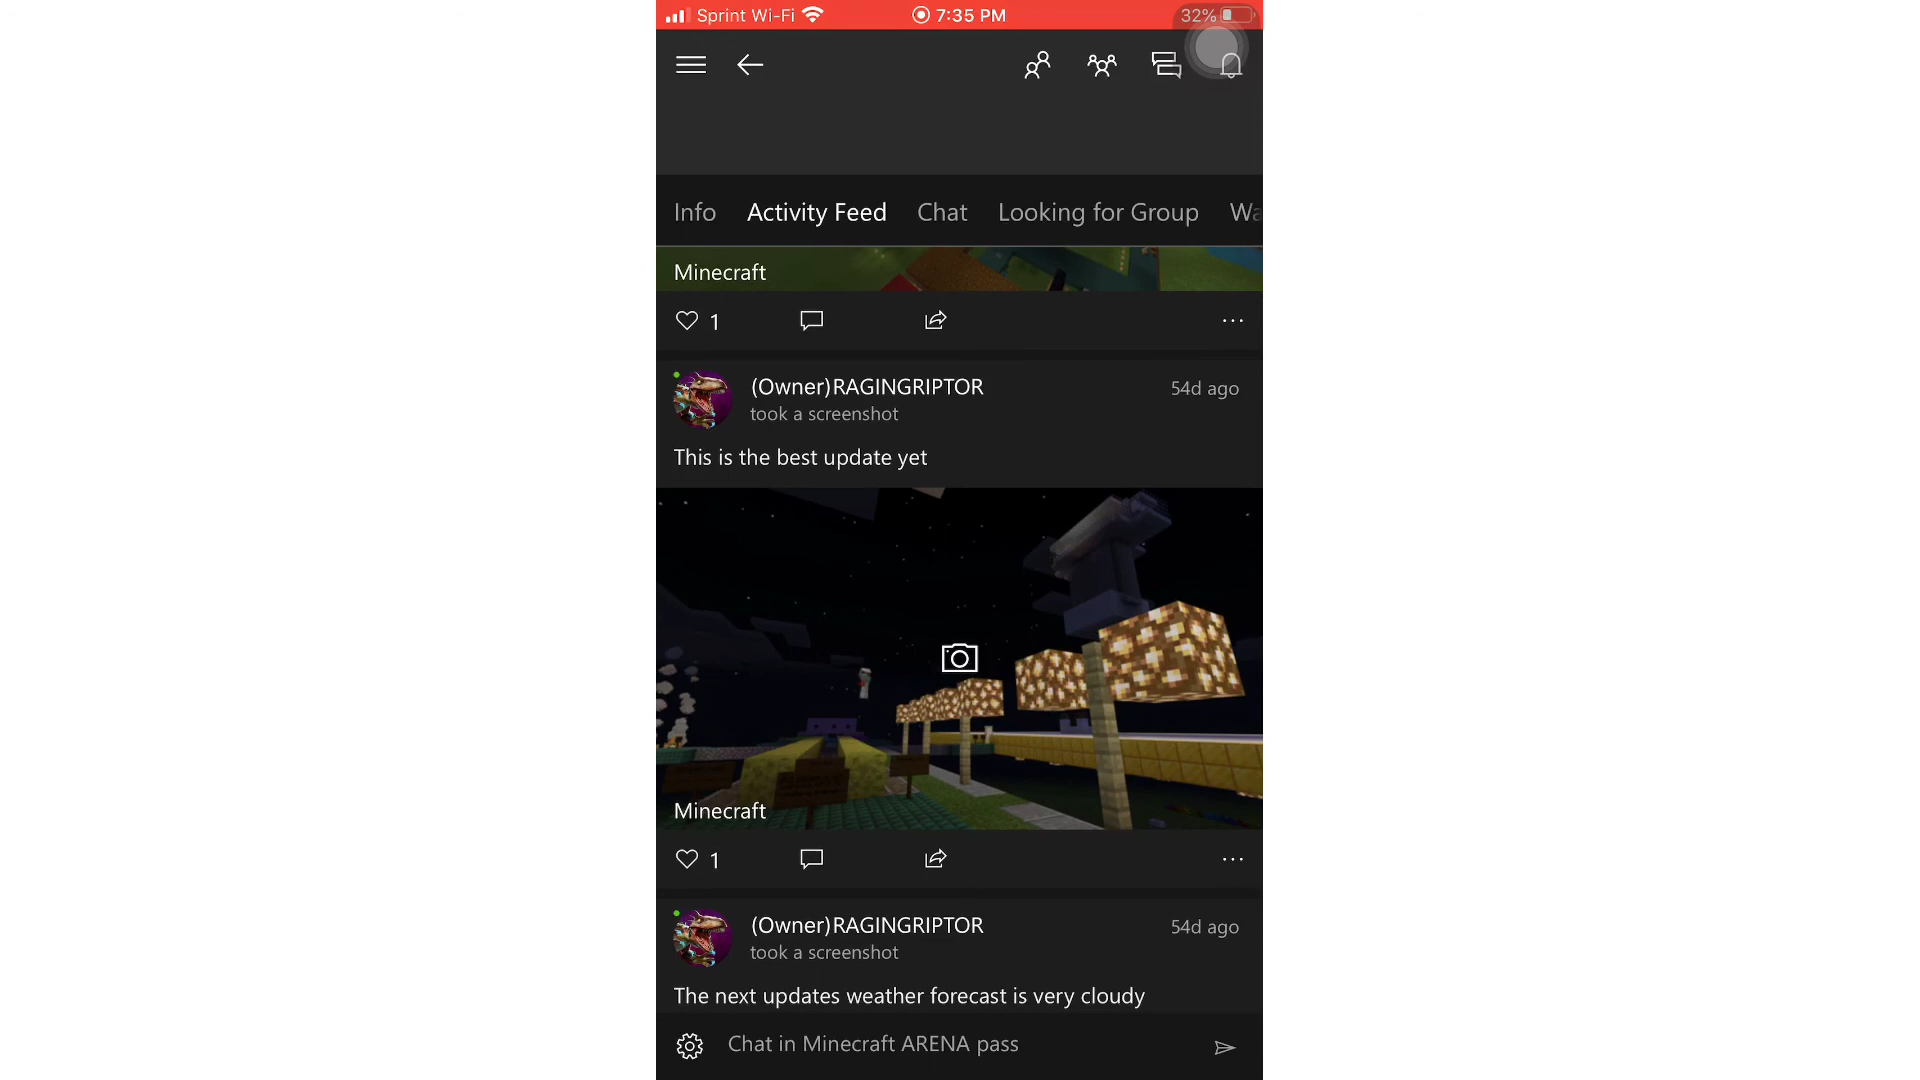 Sprint Wi-Fi 7:35 PM 32%
Info Activity Feed Chat Looking for Group Wa
Minecraft
1
(Owner)RAGINGRIPTOR 54d ago
took a screenshot
This is the best update yet
Minecraft
1
(Owner)RAGINGRIPTOR 54d ago
took a screenshot
The next updates weather forecast is very cloudy
Chat in Minecraft ARENA pass